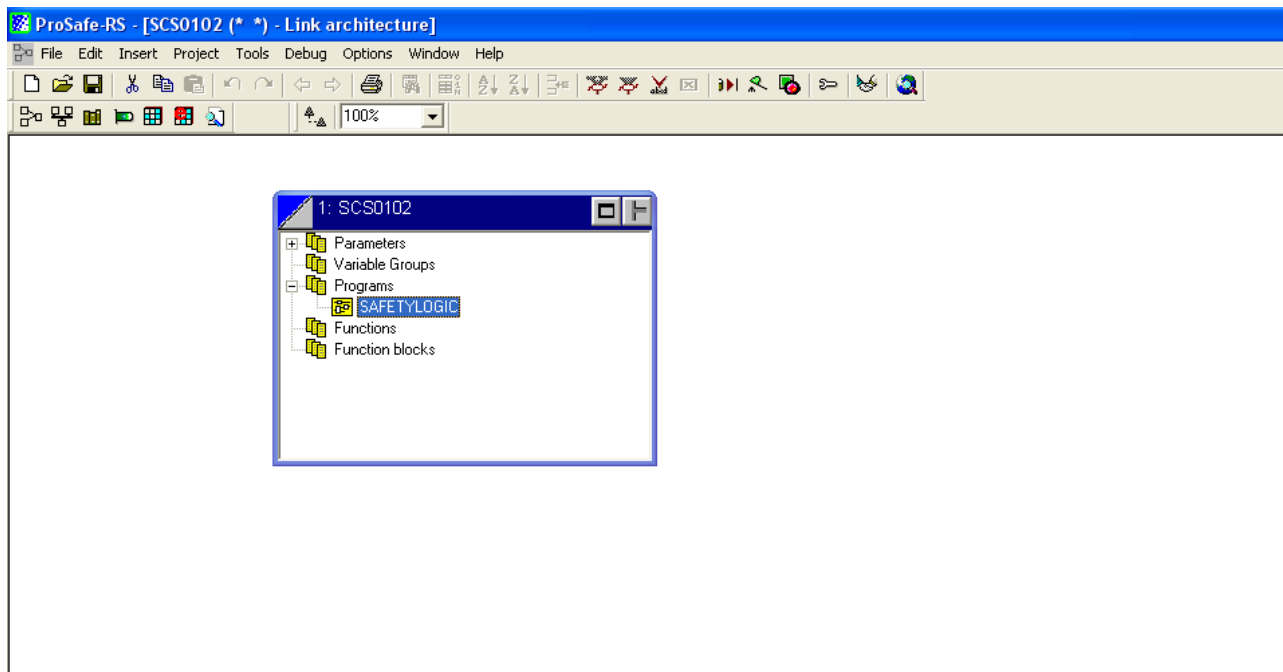 ProSafe-RS - [SCS0102 (* *) - Link architecture]
File Edit Insert Project Tools Debug Options Window Help
100%
1: SCS0102
Parameters
Variable Groups
Programs
SAFETYLOGIC
Functions
Function blocks